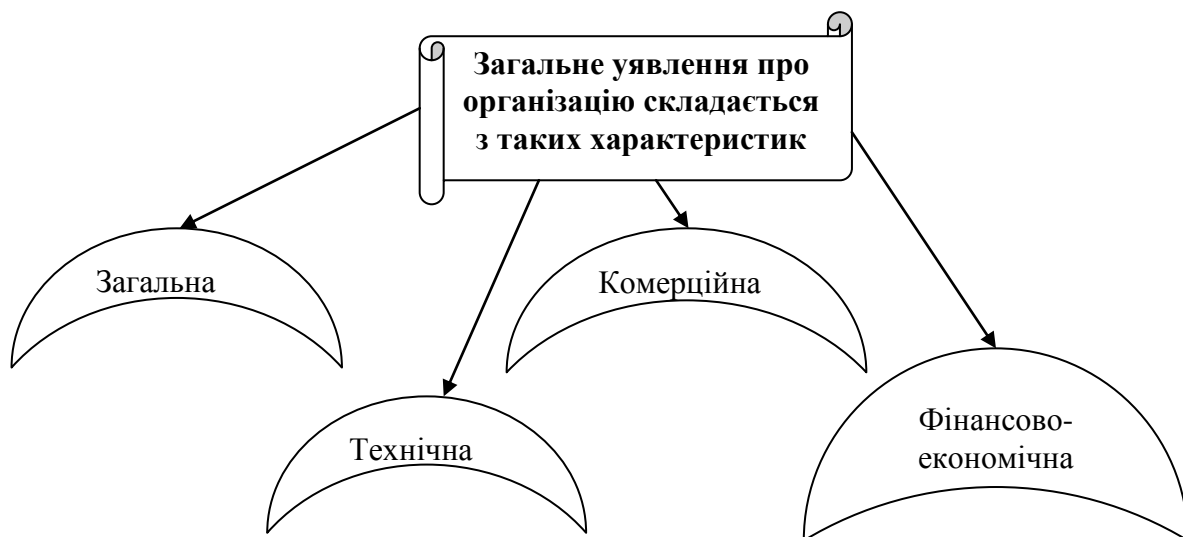 Загальне уявлення про
організацію складається
з таких характеристик
Загальна
Комерційна
Технічна
Фінансово-
економічна